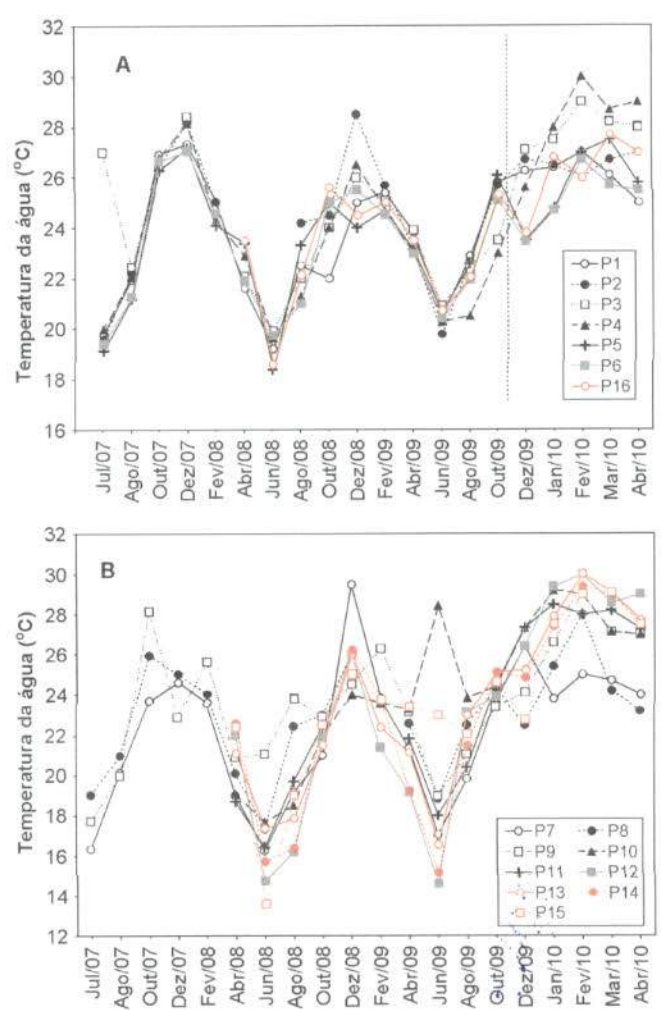 A
Temperatura da água (°C)
32
30
28
26
24
22
20
18
16
P1
P2
P3
P4
P5
P6
P16
Jul/07
Ago/07
Out/07
Dez/07
Fev/08
Abr/08
Jun/08
Ago/08
Out/08
Dez/08
Fev/09
Abr/09
Jun/09
Ago/09
Out/09
Dez/09
Jan/10
Fev/10
Mar/10
Abr/10
B
Temperatura da água (°C)
32
30
28
26
24
22
20
18
16
14
12
P7 P8
P9 P10
P11 P12
P13 P14
P15
Jul/07
Ago/07
Out/07
Dez/07
Fev/08
Abr/08
Jun/08
Ago/08
Out/08
Dez/08
Fev/09
Abr/09
Jun/09
Ago/09
Out/09
Dez/09
Jan/10
Fev/10
Abr/10
Abr/10